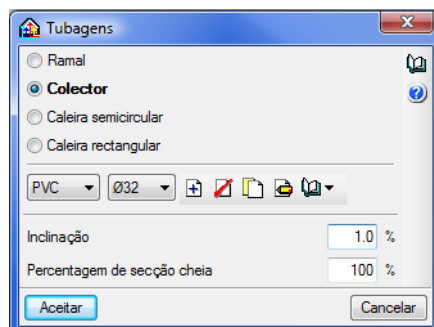 Tubagens
Ramal
Colector
Caleira semicircular
Caleira rectangular
PVC Ø32
Inclinação 1.0 %
Percentagem de secção cheia 100 %
Aceitar Cancelar